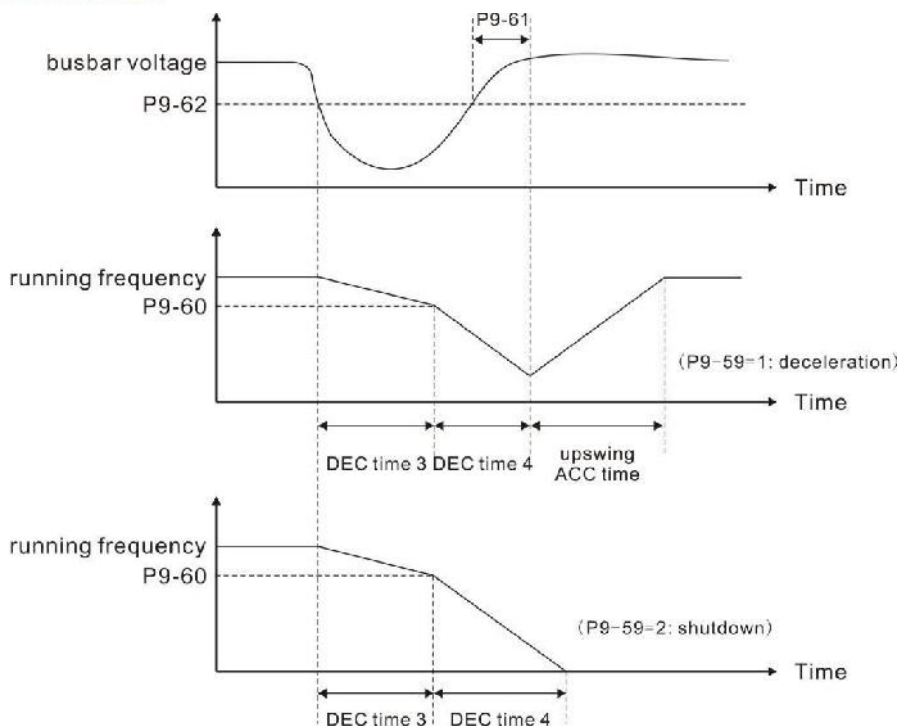 P9-61
busbar voltage
P9-62
Time
running frequency
P9-60
(P9-59=1: deceleration)
Time
DEC time 3 DEC time 4 upswing
ACC time
running frequency
P9-60
(P9-59=2: shutdown)
Time
DEC time 3 DEC time 4